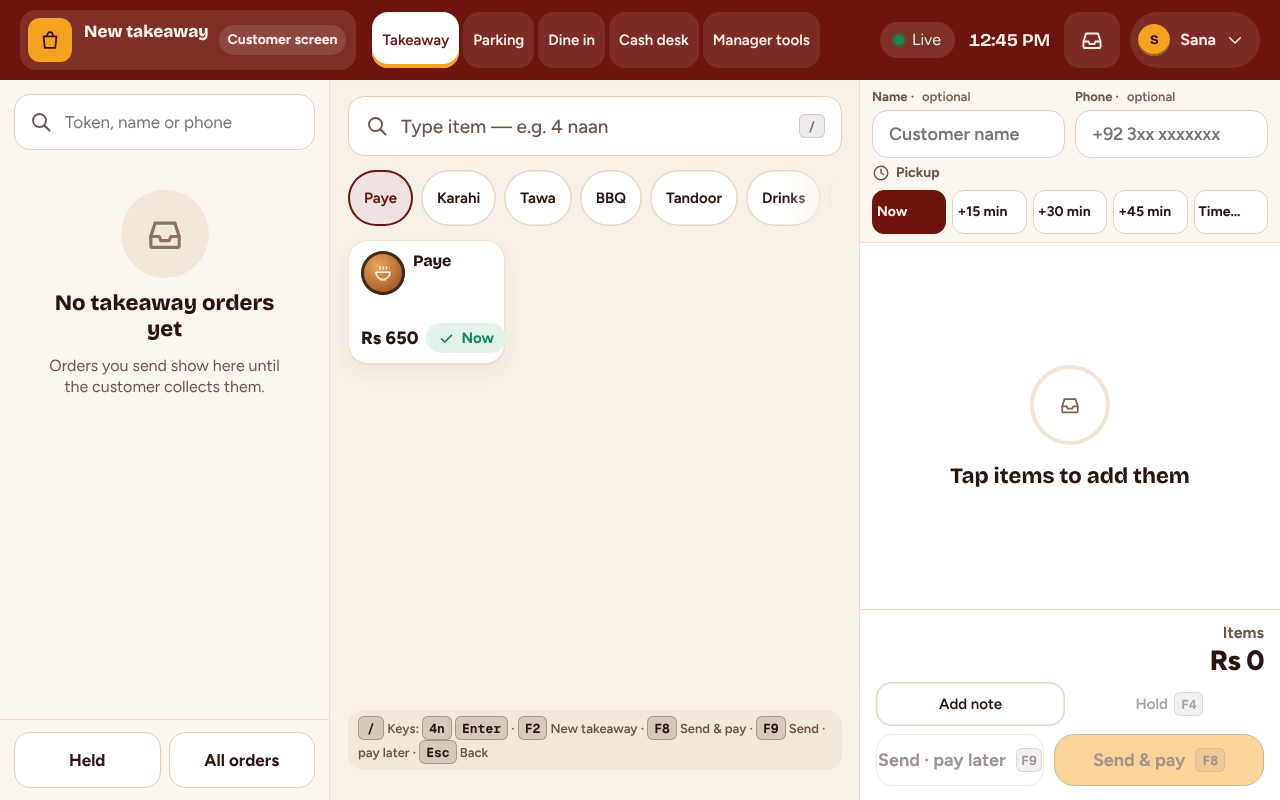 New takeaway
Customer screen
Takeaway
Parking
Dine in
Cash desk
Manager tools
Live
12:45 PM
S
Sana
Token, name or phone
No takeaway orders
yet
Orders you send show here until
the customer collects them.
Held
All orders
Type item — e.g. 4 naan
/
Paye
Karahi
Tawa
BBQ
Tandoor
Drinks
Paye
Rs 650
Now
/ Keys: 4n Enter · F2 New takeaway · F8 Send & pay · F9 Send ·
pay later · Esc Back
Name · optional
Phone · optional
Customer name
+92 3xx xxxxxxx
Pickup
Now
+15 min
+30 min
+45 min
Time...
Tap items to add them
Items
Rs 0
Add note
Hold F4
Send · pay later F9
Send & pay F8